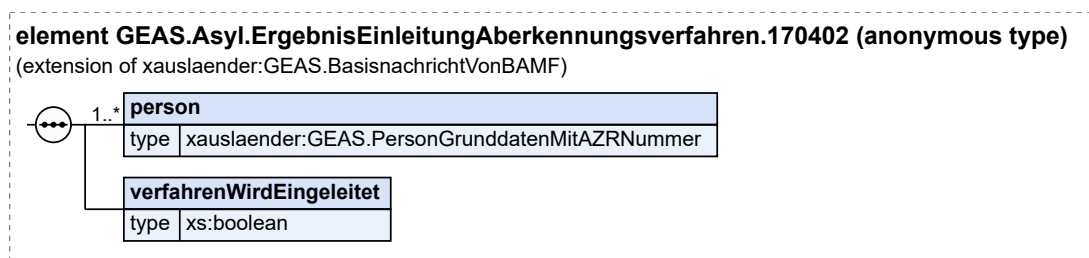 element GEAS.Asyl.ErgebnisEinleitungAberkennungsverfahren.170402 (anonymous type)
(extension of xauslaender:GEAS.BasisnachrichtVonBAMF)
1..* person
type xauslaender:GEAS.PersonGrunddatenMitAZRNummer
verfahrenWirdEingeleitet
type xs:boolean